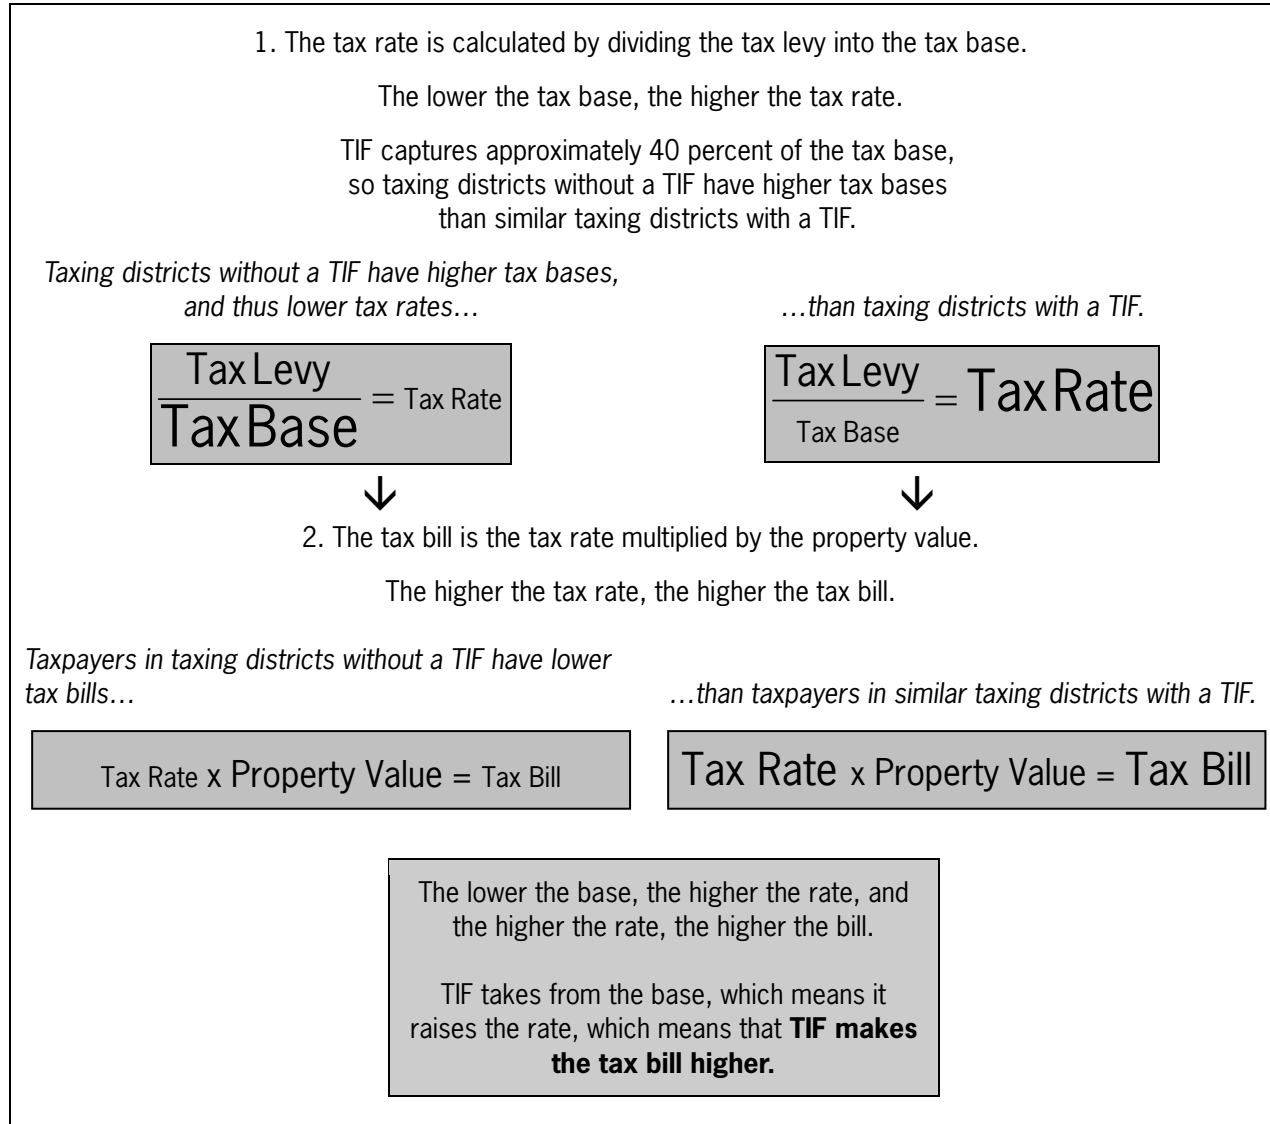 1. The tax rate is calculated by dividing the tax levy into the tax base.
The lower the tax base, the higher the tax rate.
TIF captures approximately 40 percent of the tax base,
so taxing districts without a TIF have higher tax bases
than similar taxing districts with a TIF.
Taxing districts without a TIF have higher tax bases,
and thus lower tax rates…
…than taxing districts with a TIF.
Tax Levy
Tax Base
= Tax Rate
Tax Levy
Tax Base
= Tax Rate
2. The tax bill is the tax rate multiplied by the property value.
The higher the tax rate, the higher the tax bill.
Taxpayers in taxing districts without a TIF have lower
tax bills…
…than taxpayers in similar taxing districts with a TIF.
Tax Rate x Property Value = Tax Bill
Tax Rate x Property Value = Tax Bill
The lower the base, the higher the rate, and
the higher the rate, the higher the bill.
TIF takes from the base, which means it
raises the rate, which means that TIF makes
the tax bill higher.